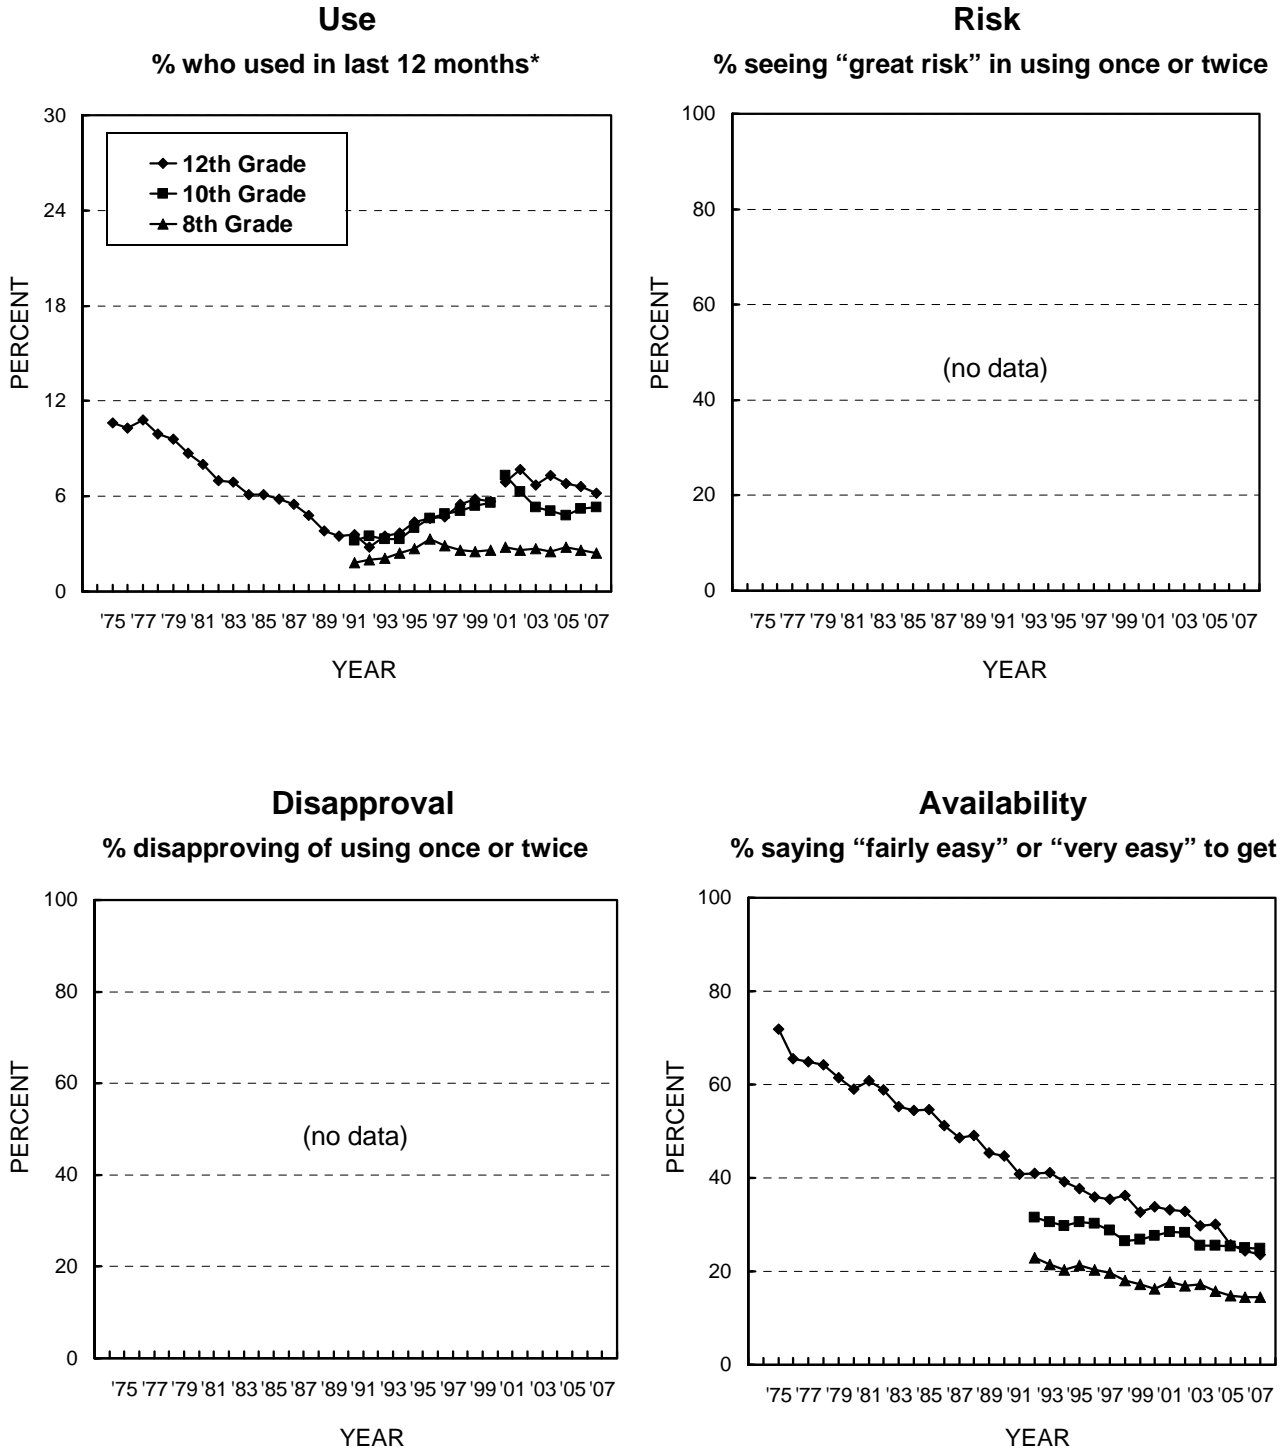 Use
% who used in last 12 months*
30
24
18
12
6
0
PERCENT
12th Grade
10th Grade
8th Grade
'75 '77 '79 '81 '83 '85 '87 '89 '91 '93 '95 '97 '99 '01 '03 '05 '07
YEAR
Risk
% seeing “great risk” in using once or twice
100
80
60
40
20
0
PERCENT
(no data)
'75 '77 '79 '81 '83 '85 '87 '89 '91 '93 '95 '97 '99 '01 '03 '05 '07
YEAR
Disapproval
% disapproving of using once or twice
100
80
60
40
20
0
PERCENT
(no data)
'75 '77 '79 '81 '83 '85 '87 '89 '91 '93 '95 '97 '99 '01 '03 '05 '07
YEAR
Availability
% saying “fairly easy” or “very easy” to get
100
80
60
40
20
0
PERCENT
'75 '77 '79 '81 '83 '85 '87 '89 '91 '93 '95 '97 '99 '01 '03 '05 '07
YEAR